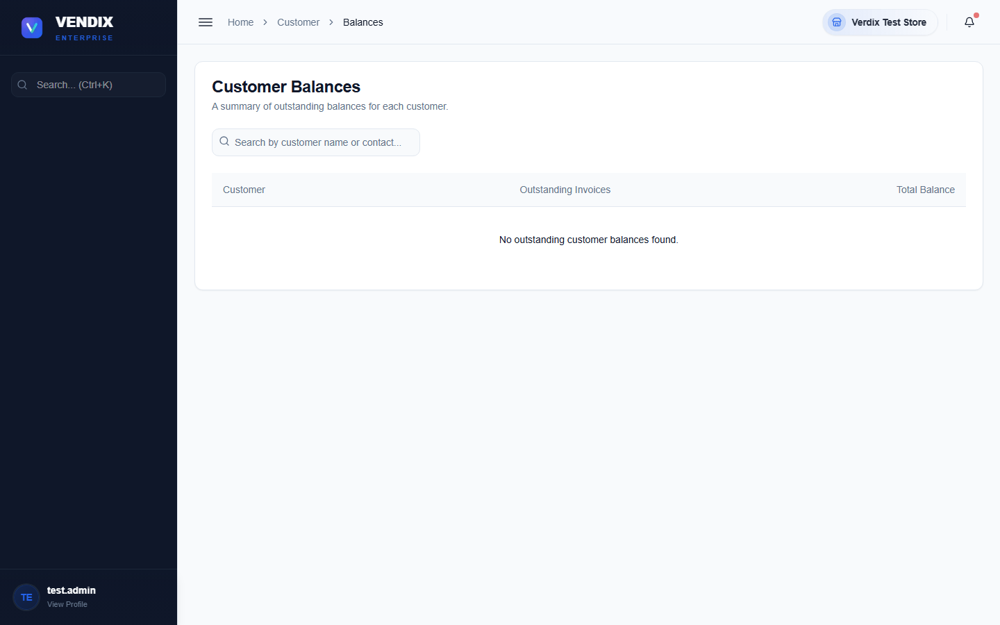 VENDIX
ENTERPRISE
Search... (Ctrl+K)
TE
test.admin
View Profile
Home
Customer
Balances
Verdix Test Store
Customer Balances
A summary of outstanding balances for each customer.
Search by customer name or contact...
Customer
Outstanding Invoices
Total Balance
No outstanding customer balances found.